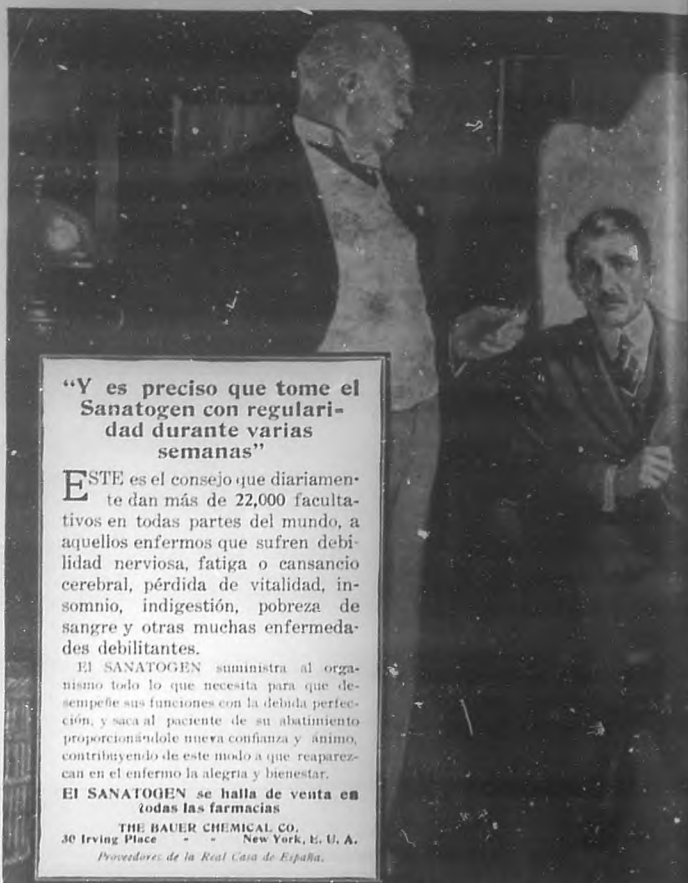 “Y es preciso que tome el
Sanatogen con regulari-
dad durante varias
semanas”
ESTE es el consejo que diariamen-
te dan más de 22,000 faculta-
tivos en todas partes del mundo, a
aquellos enfermos que sufren debi-
lidad nerviosa, fatiga o cansancio
cerebral, pérdida de vitalidad, in-
somnio, indigestión, pobreza de
sangre y otras muchas enfermeda-
des debilitantes.
El SANATOGEN suministra al orga-
nismo todo lo que necesita para que de-
sempeñe sus funciones con la debida perfec-
ción, y saca al paciente de su abatimiento
proporcionándole nueva confianza y ánimo,
contribuyendo de este modo a que reaparez-
can en el enfermo la alegría y bienestar.
El SANATOGEN se halla de venta en
todas las farmacias
THE BAUER CHEMICAL CO.
30 Irving Place - - New York, E. U. A.
Proveedores de la Real Casa de España.